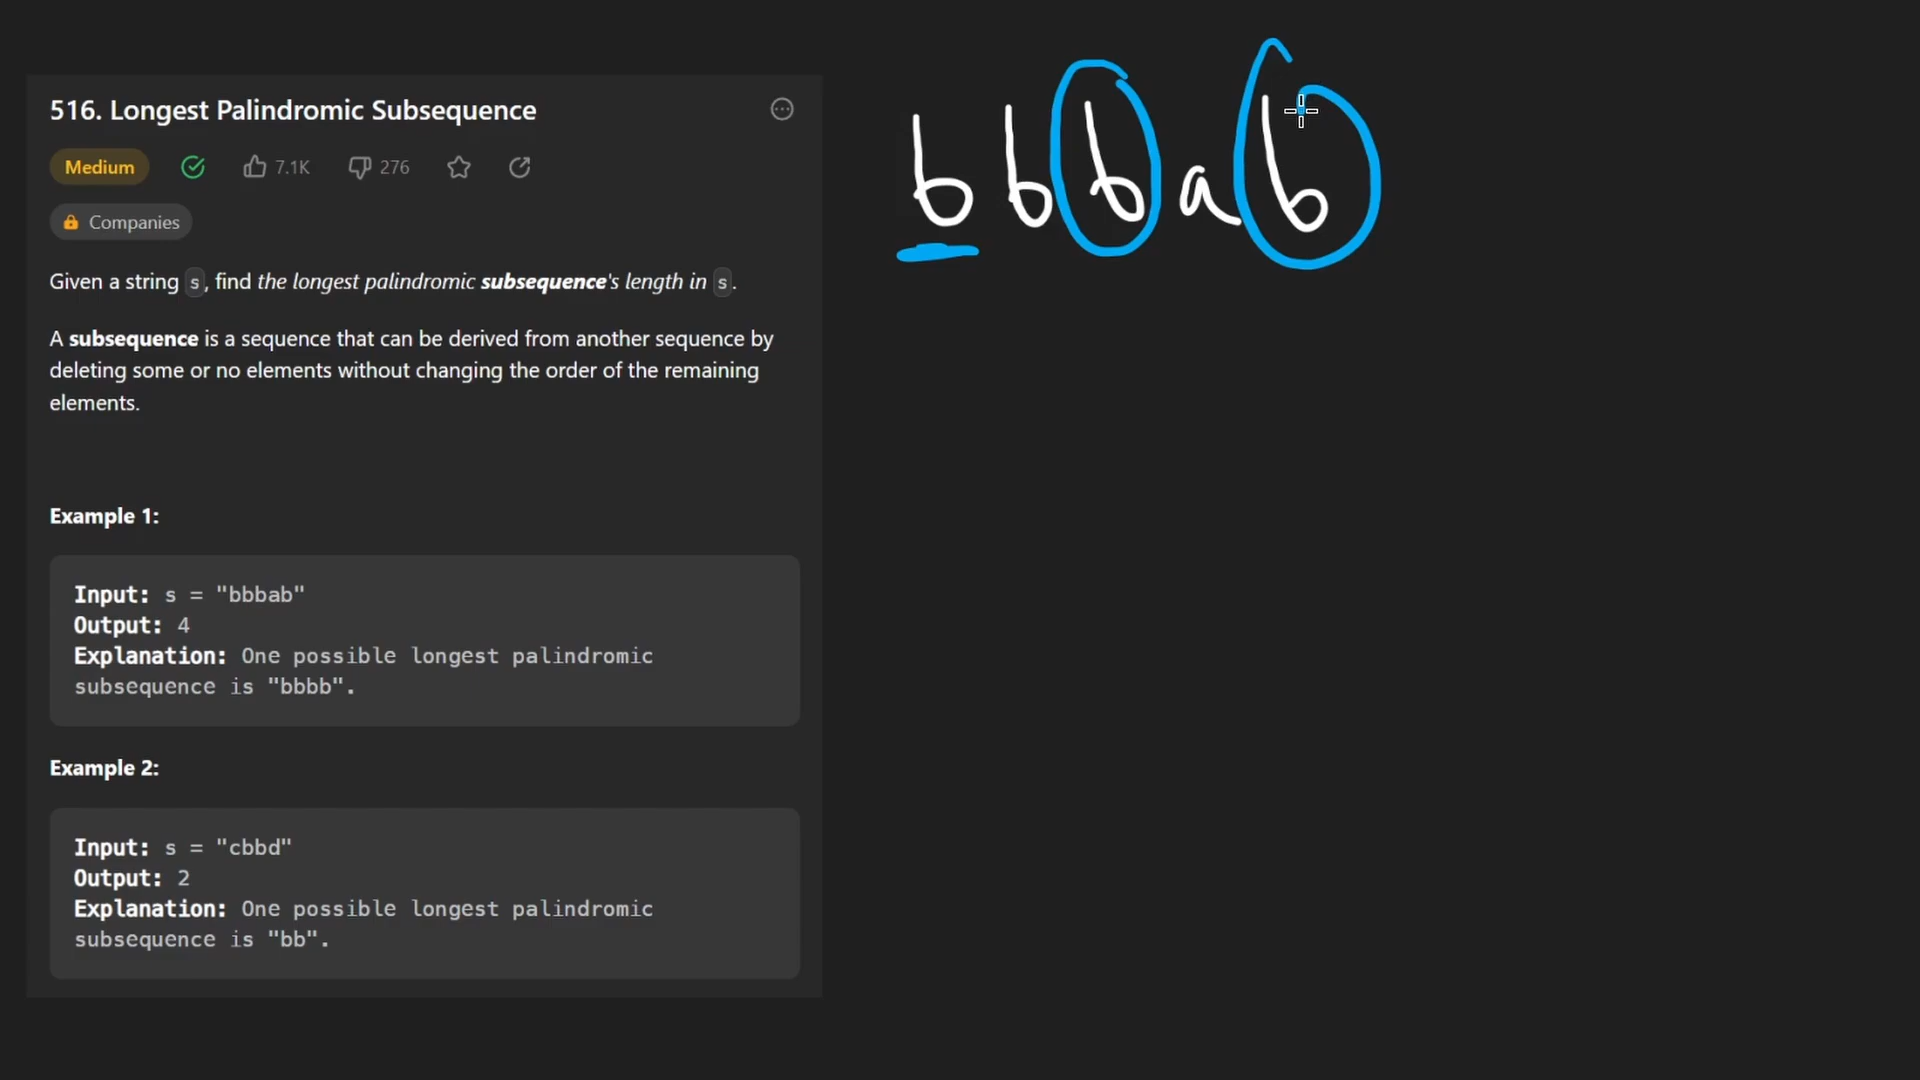 516. Longest Palindromic Subsequence
Medium 7.1K 276
Companies
Given a string s, find the longest palindromic subsequence's length in s.
A subsequence is a sequence that can be derived from another sequence by
deleting some or no elements without changing the order of the remaining
elements.
Example 1:
Input: s = "bbbab"
Output: 4
Explanation: One possible longest palindromic
subsequence is "bbbb".
Example 2:
Input: s = "cbbd"
Output: 2
Explanation: One possible longest palindromic
subsequence is "bb".
b b b a b